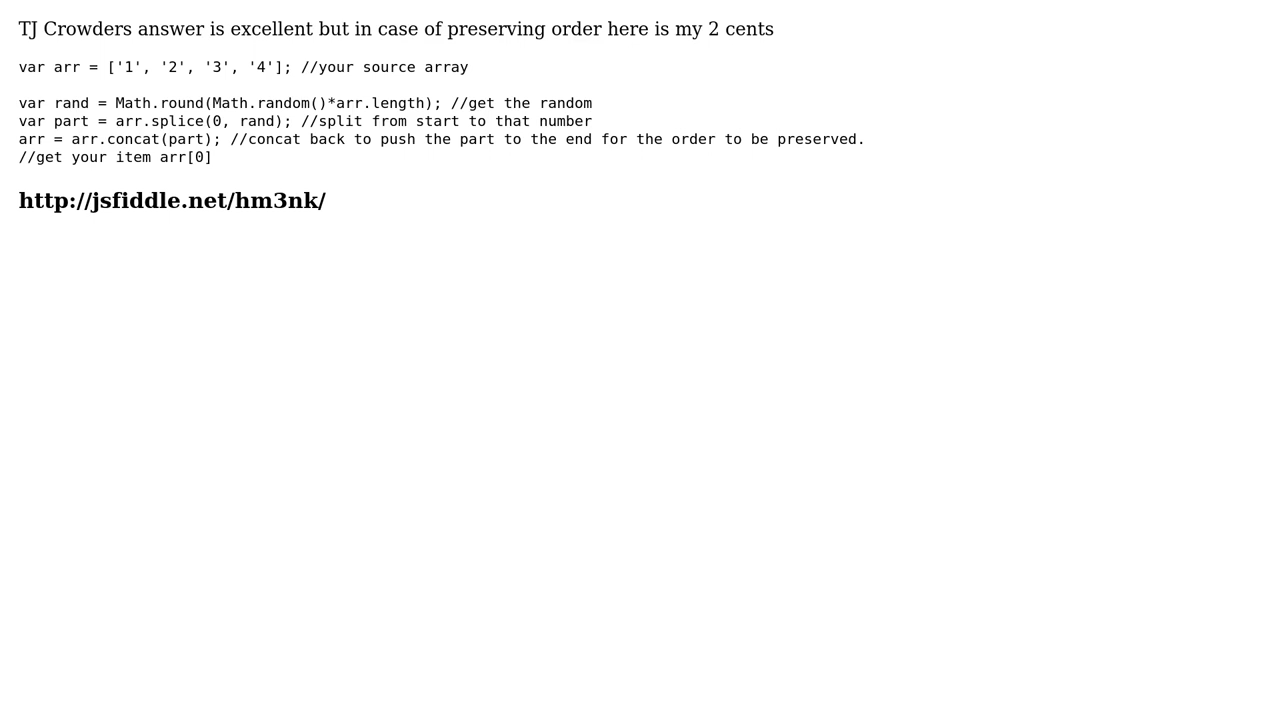 TJ Crowders answer is excellent but in case of preserving order here is my 2 cents
var arr = ['1', '2', '3', '4']; //your source array
var rand = Math.round(Math.random()*arr.length); //get the random
var part = arr.splice(0, rand); //split from start to that number
arr = arr.concat(part); //concat back to push the part to the end for the order to be preserved.
//get your item arr[0]
http://jsfiddle.net/hm3nk/